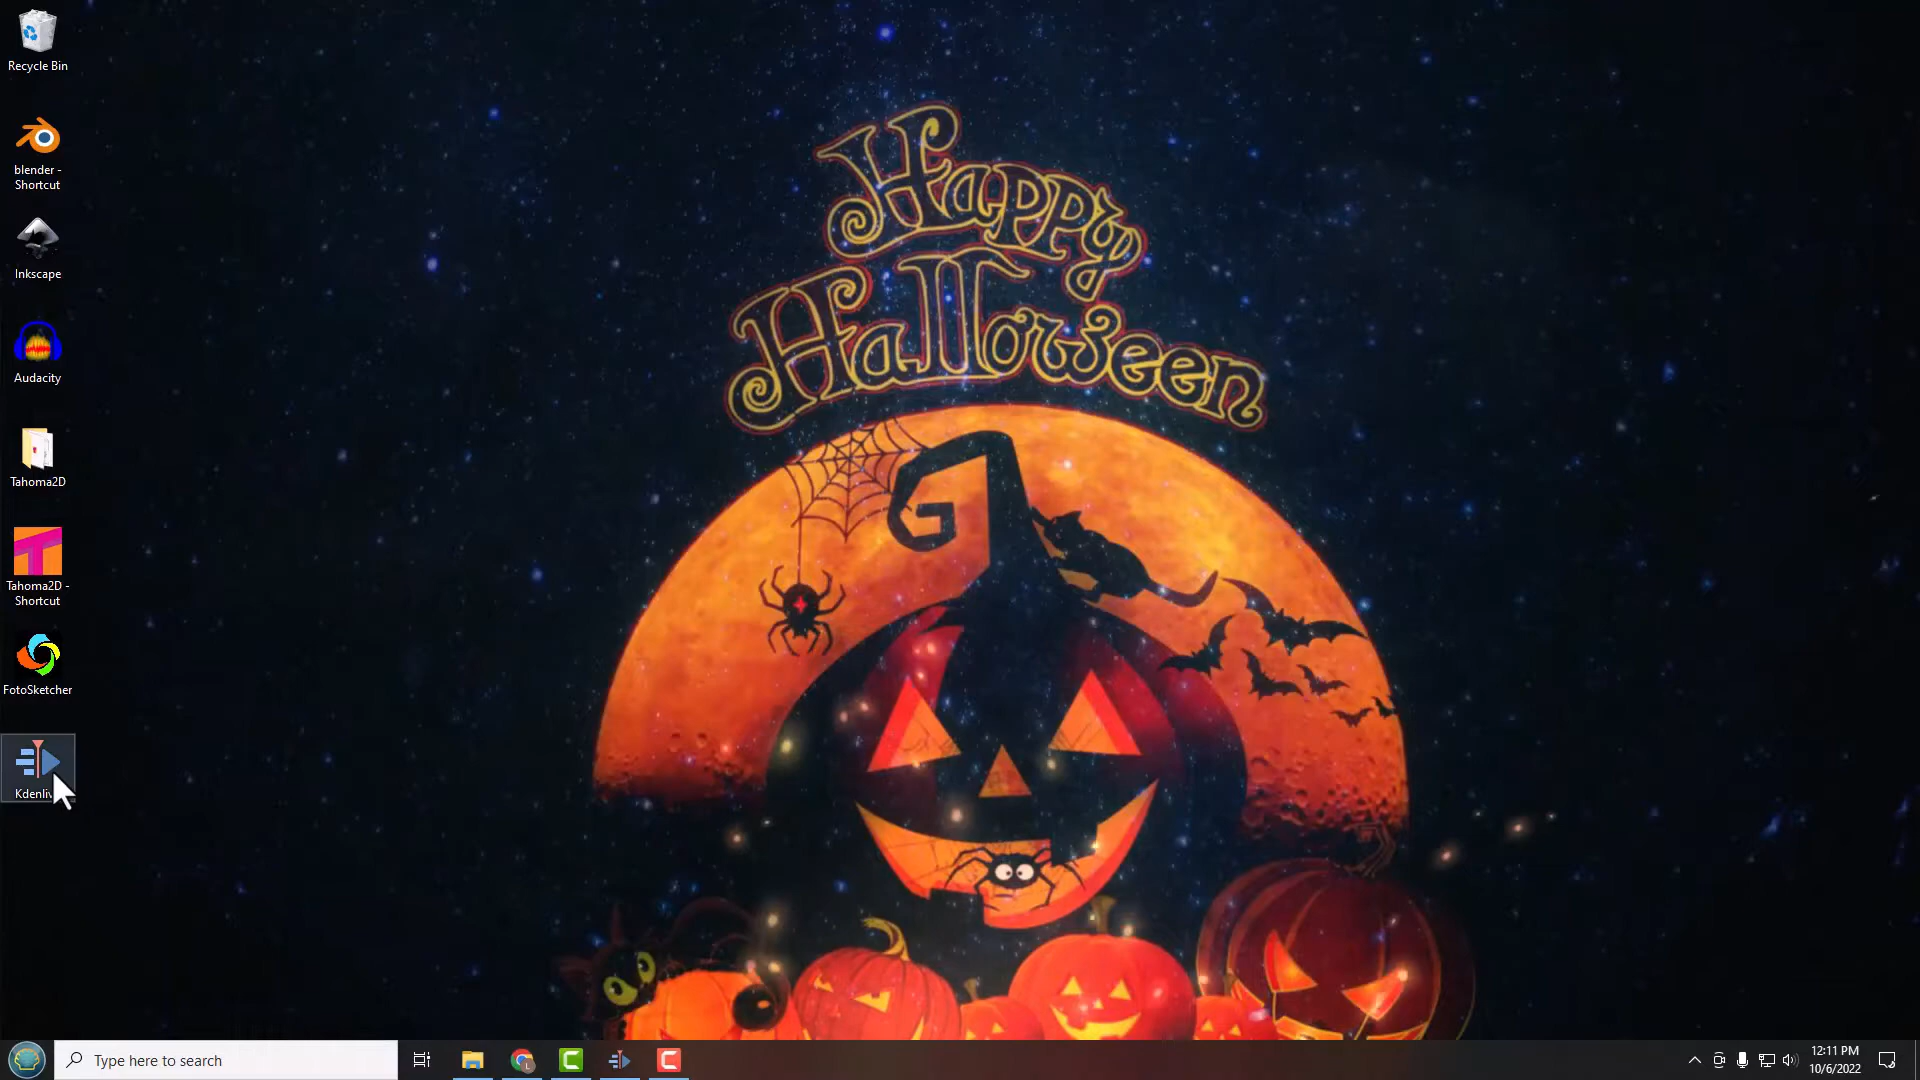 Recycle Bin
blender -
Shortcut
Inkscape
Audacity
Tahoma2D
Tahoma2D -
Shortcut
FotoSketcher
Happy
Halloween
G
Type here to search
12:11 PM
10/6/2022